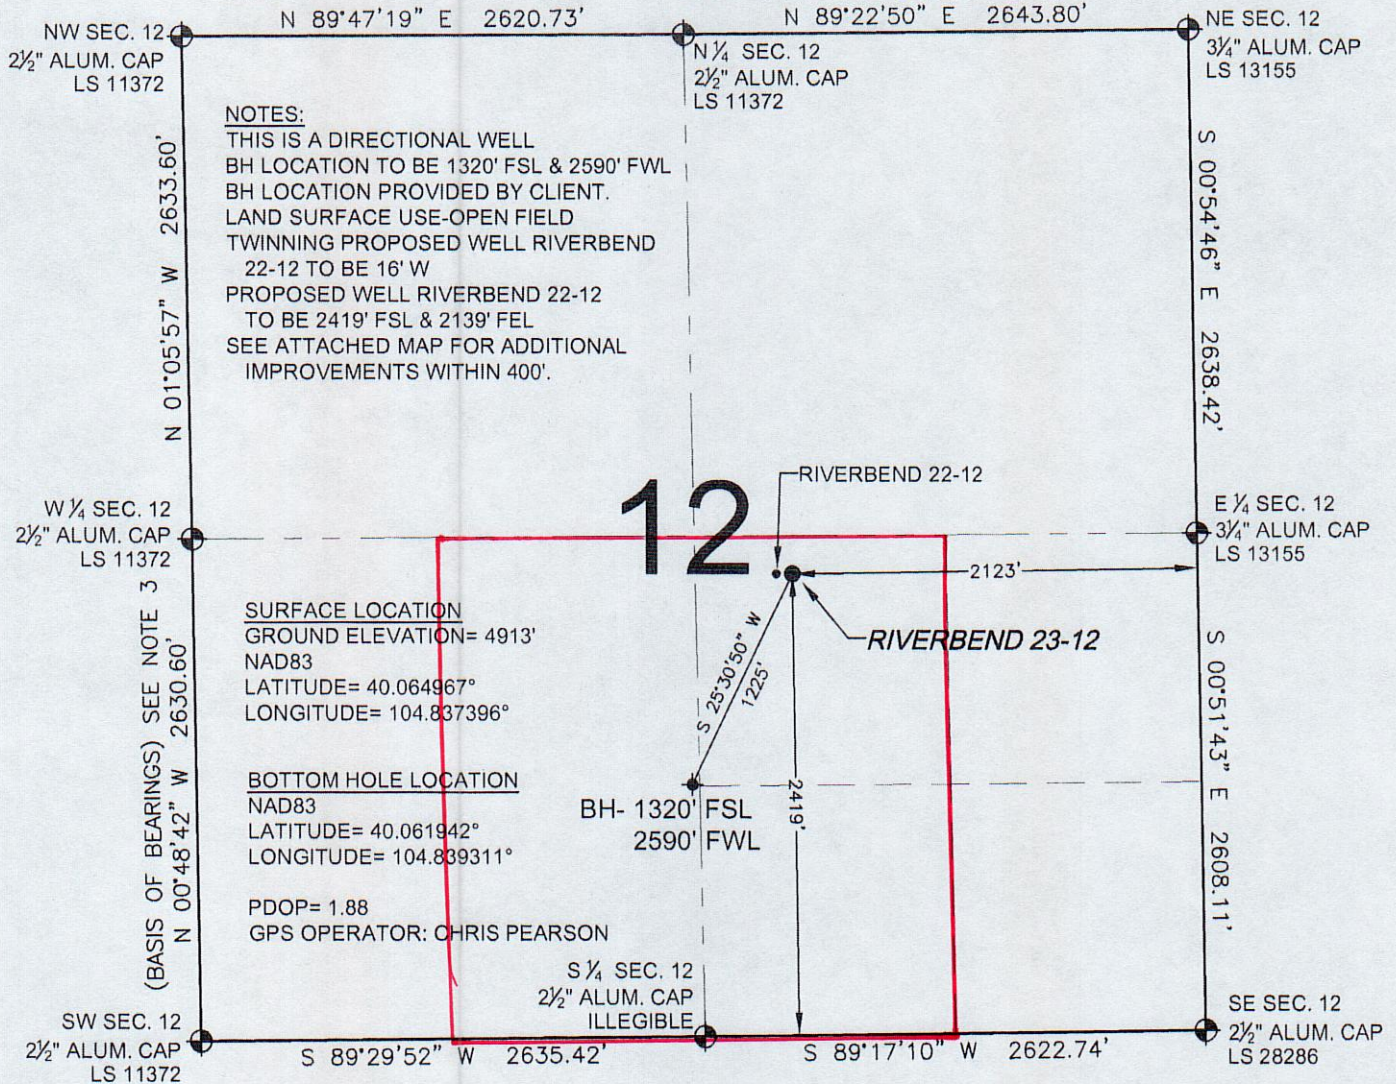 N 89°47'19" E 2620.73'
N 89°22'50" E 2643.80'
NW SEC. 12
2½" ALUM. CAP
LS 11372
N ¼ SEC. 12
2½" ALUM. CAP
LS 11372
NE SEC. 12
3¼" ALUM. CAP
LS 13155
NOTES:
THIS IS A DIRECTIONAL WELL
BH LOCATION TO BE 1320' FSL & 2590' FWL
BH LOCATION PROVIDED BY CLIENT.
LAND SURFACE USE-OPEN FIELD
TWINNING PROPOSED WELL RIVERBEND
22-12 TO BE 16' W
PROPOSED WELL RIVERBEND 22-12
TO BE 2419' FSL & 2139' FEL
SEE ATTACHED MAP FOR ADDITIONAL
IMPROVEMENTS WITHIN 400'.
N 01°05'57" W 2633.60'
S 00°54'46" E 2638.42'
12
RIVERBEND 22-12
W ¼ SEC. 12
2½" ALUM. CAP
LS 11372
E ¼ SEC. 12
3¼" ALUM. CAP
LS 13155
2123'
RIVERBEND 23-12
SURFACE LOCATION
GROUND ELEVATION= 4913'
NAD83
LATITUDE= 40.064967°
LONGITUDE= 104.837396°
S 25°30'50" W
1225'
(BASIS OF BEARINGS) SEE NOTE 3
N 00°48'42" W 2630.60'
S 00°51'43" E 2608.11'
BOTTOM HOLE LOCATION
NAD83
LATITUDE= 40.061942°
LONGITUDE= 104.839311°
BH- 1320' FSL
2590' FWL
2419'
PDOP= 1.88
GPS OPERATOR: CHRIS PEARSON
S ¼ SEC. 12
2½" ALUM. CAP
ILLEGIBLE
SW SEC. 12
2½" ALUM. CAP
LS 11372
SE SEC. 12
2½" ALUM. CAP
LS 28286
S 89°29'52" W 2635.42'
S 89°17'10" W 2622.74'